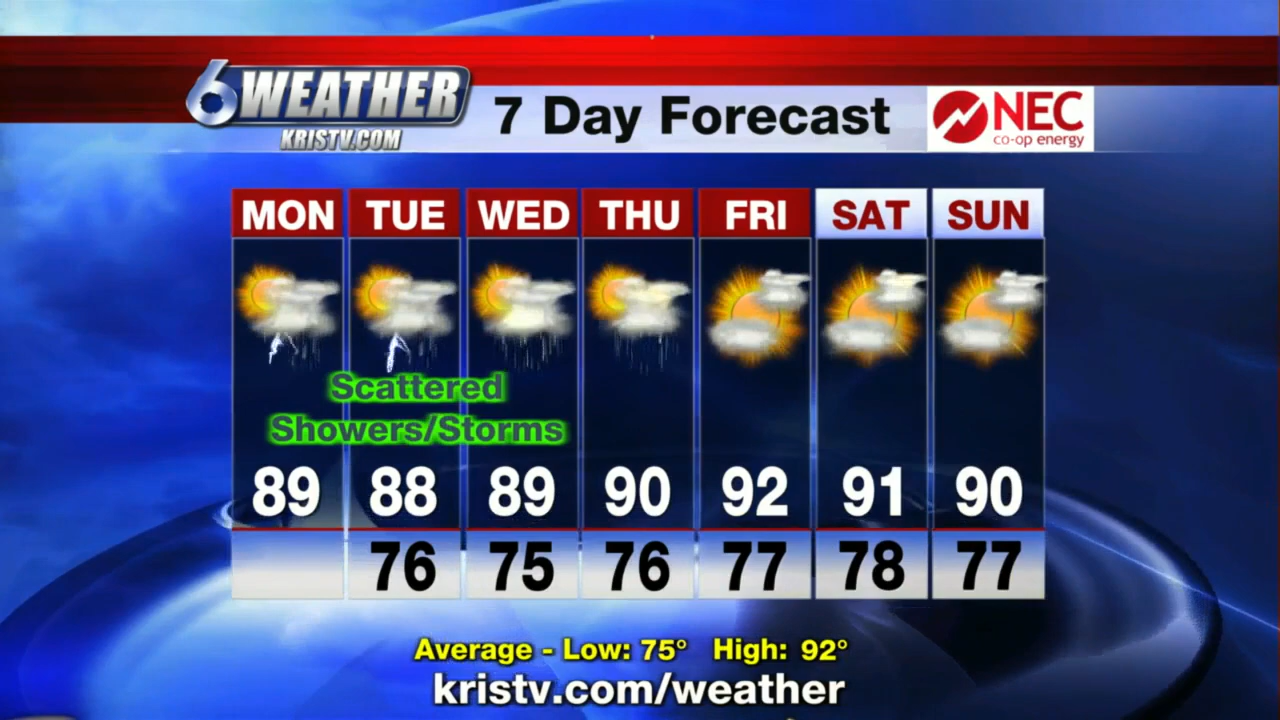 6 WEATHER
KRISTV.COM
7 Day Forecast
NEC
co-op energy
MON TUE WED THU FRI SAT SUN
Scattered
Showers/Storms
89 88 89 90 92 91 90
76 75 76 77 78 77
Average - Low: 75° High: 92°
kristv.com/weather